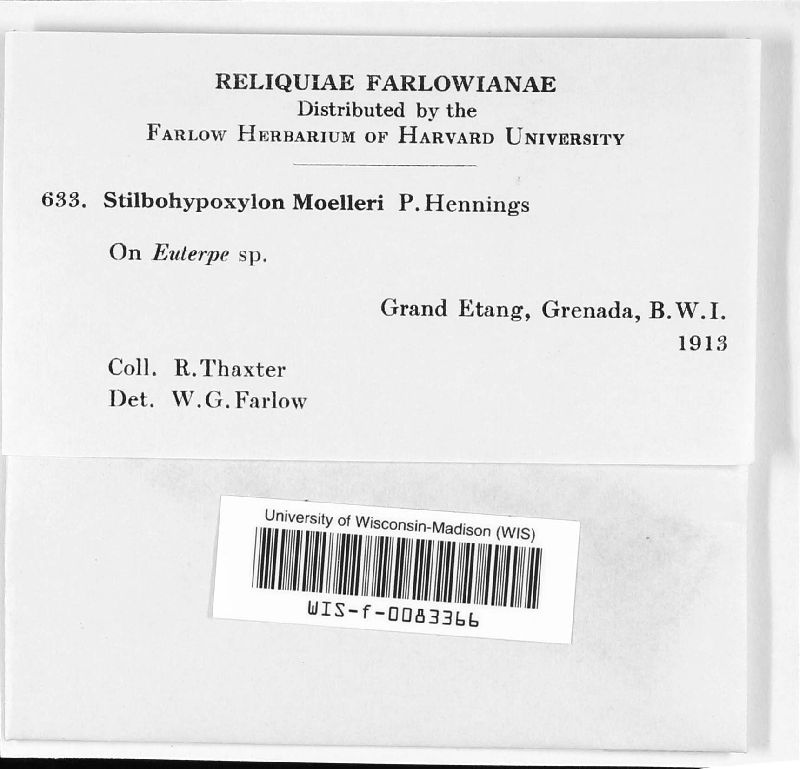 RELIQUIAE FARLOWIANAE
Distributed by the
FARLOW HERBARIUM OF HARVARD UNIVERSITY
633. Stilbohypoxylon Moelleri P. Hennings
On Euterpe sp.
Grand Etang, Grenada, B.W.I.
1913
Coll. R. Thaxter
Det. W. G. Farlow
University of Wisconsin-Madison (WIS)
WIS-f-0083366